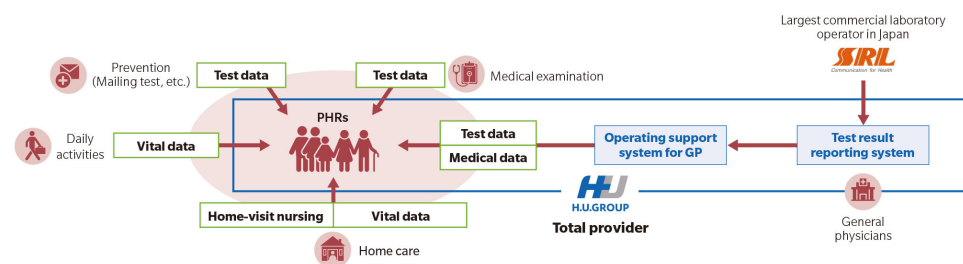 Largest commercial laboratory
operator in Japan
SRL
Communication for Health
Prevention
(Mailing test, etc.)
Test data
Test data
Medical examination
PHRs
Daily
activities
Vital data
Test data
Medical data
Operating support
system for GP
Test result
reporting system
Home-visit nursing
Vital data
HU
H.U.GROUP
Total provider
General
physicians
Home care